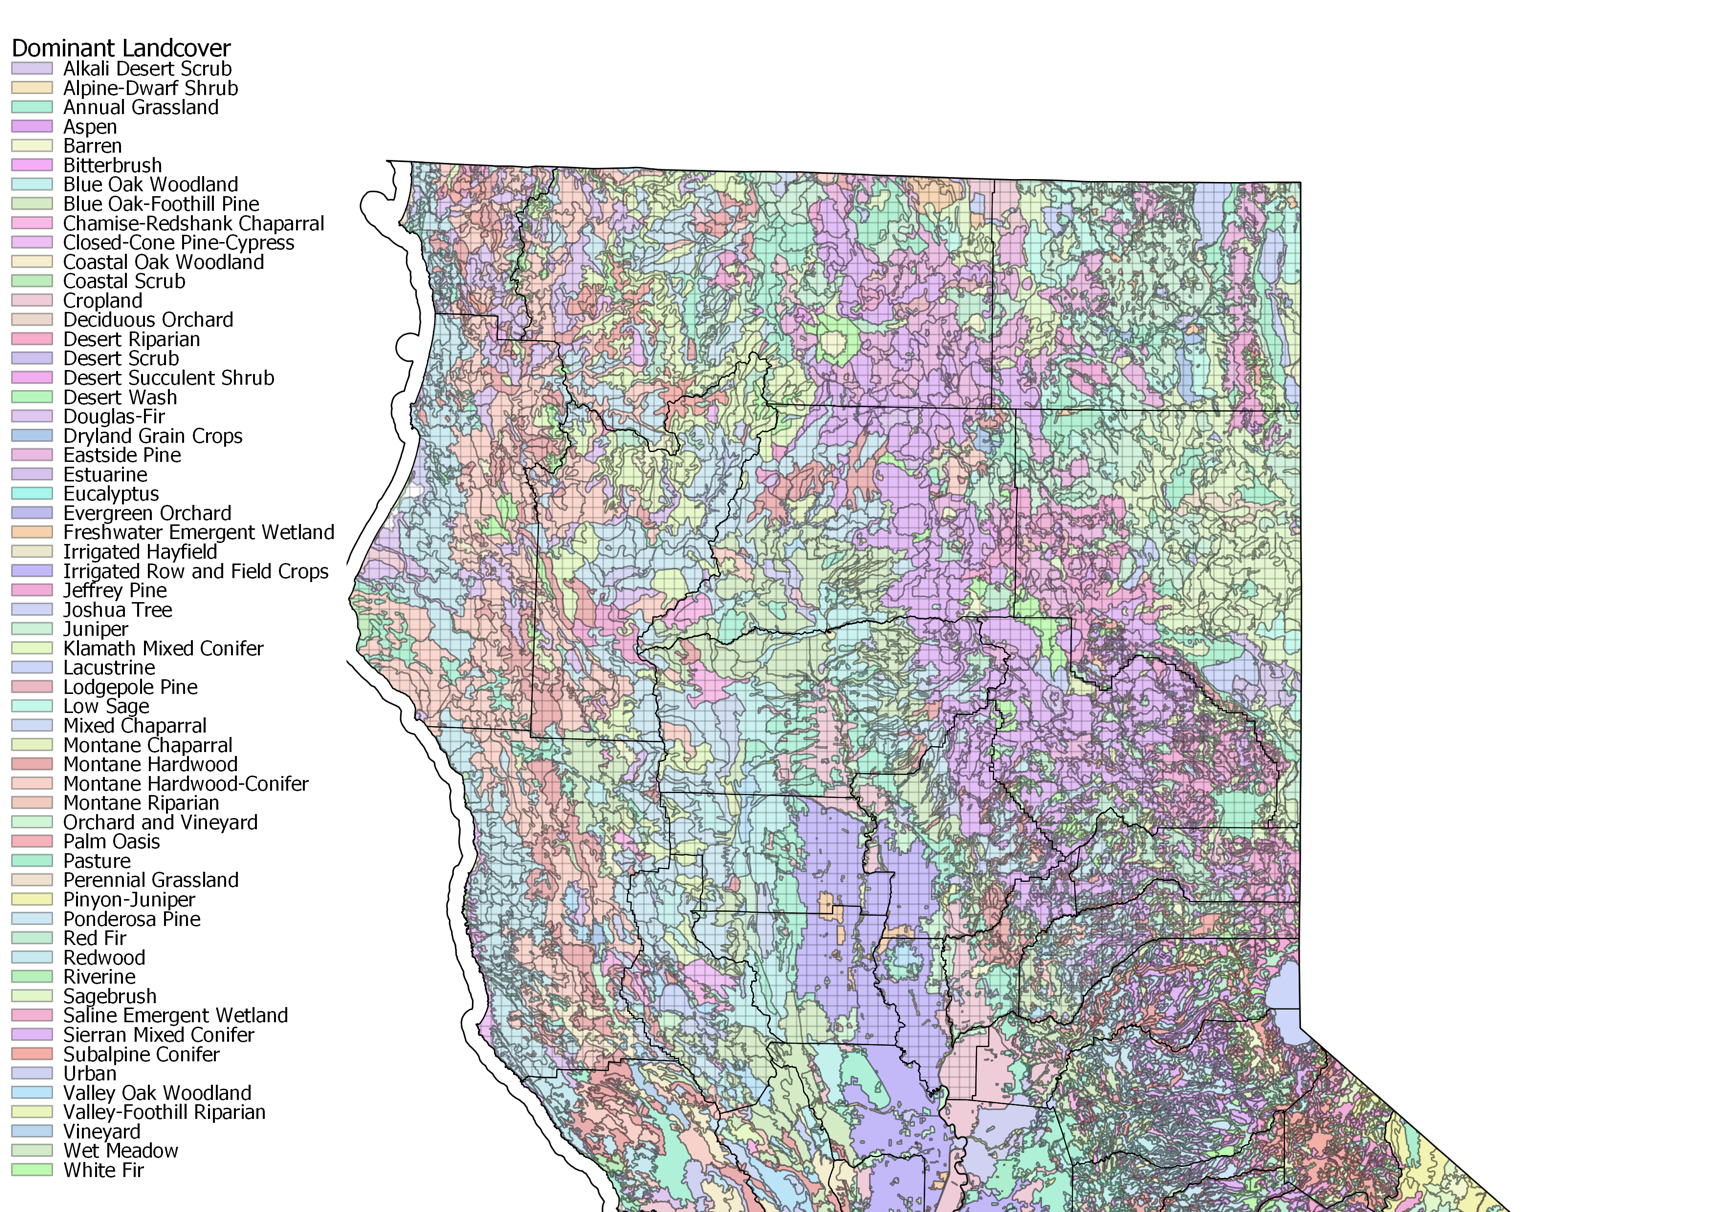 Dominant Landcover
Alkali Desert Scrub
Alpine-Dwarf Shrub
Annual Grassland
Aspen
Barren
Bitterbrush
Blue Oak Woodland
Blue Oak-Foothill Pine
Chamise-Redshank Chaparral
Closed-Cone Pine-Cypress
Coastal Oak Woodland
Coastal Scrub
Cropland
Deciduous Orchard
Desert Riparian
Desert Scrub
Desert Succulent Shrub
Desert Wash
Douglas-Fir
Dryland Grain Crops
Eastside Pine
Estuarine
Eucalyptus
Evergreen Orchard
Freshwater Emergent Wetland
Irrigated Hayfield
Irrigated Row and Field Crops
Jeffrey Pine
Joshua Tree
Juniper
Klamath Mixed Conifer
Lacustrine
Lodgepole Pine
Low Sage
Mixed Chaparral
Montane Chaparral
Montane Hardwood
Montane Hardwood-Conifer
Montane Riparian
Orchard and Vineyard
Palm Oasis
Pasture
Perennial Grassland
Pinyon-Juniper
Ponderosa Pine
Red Fir
Redwood
Riverine
Sagebrush
Saline Emergent Wetland
Sierran Mixed Conifer
Subalpine Conifer
Urban
Valley Oak Woodland
Valley-Foothill Riparian
Vineyard
Wet Meadow
White Fir